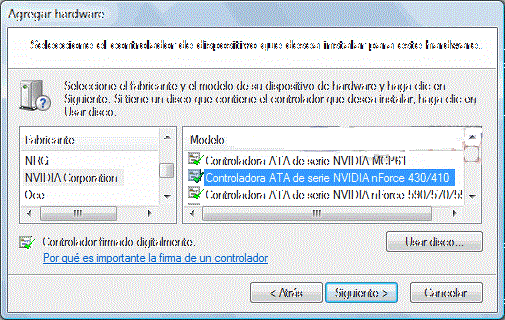 Agregar hardware
Seleccione el controlador de dispositivo que desea instalar para este hardware.
Seleccione el fabricante y el modelo de su dispositivo de hardware y haga clic en
Siguiente. Si tiene un disco que contiene el controlador que desea instalar, haga clic en
Usar disco.
Fabricante
NRG
NVIDIA Corporation
Oce
Modelo
Controladora ATA de serie NVIDIA MCP61
Controladora ATA de serie NVIDIA nForce 430/410
Controladora ATA de serie NVIDIA nForce 590/570/55
Controlador firmado digitalmente.
Por qué es importante la firma de un controlador
Usar disco...
< Atrás
Siguiente >
Cancelar